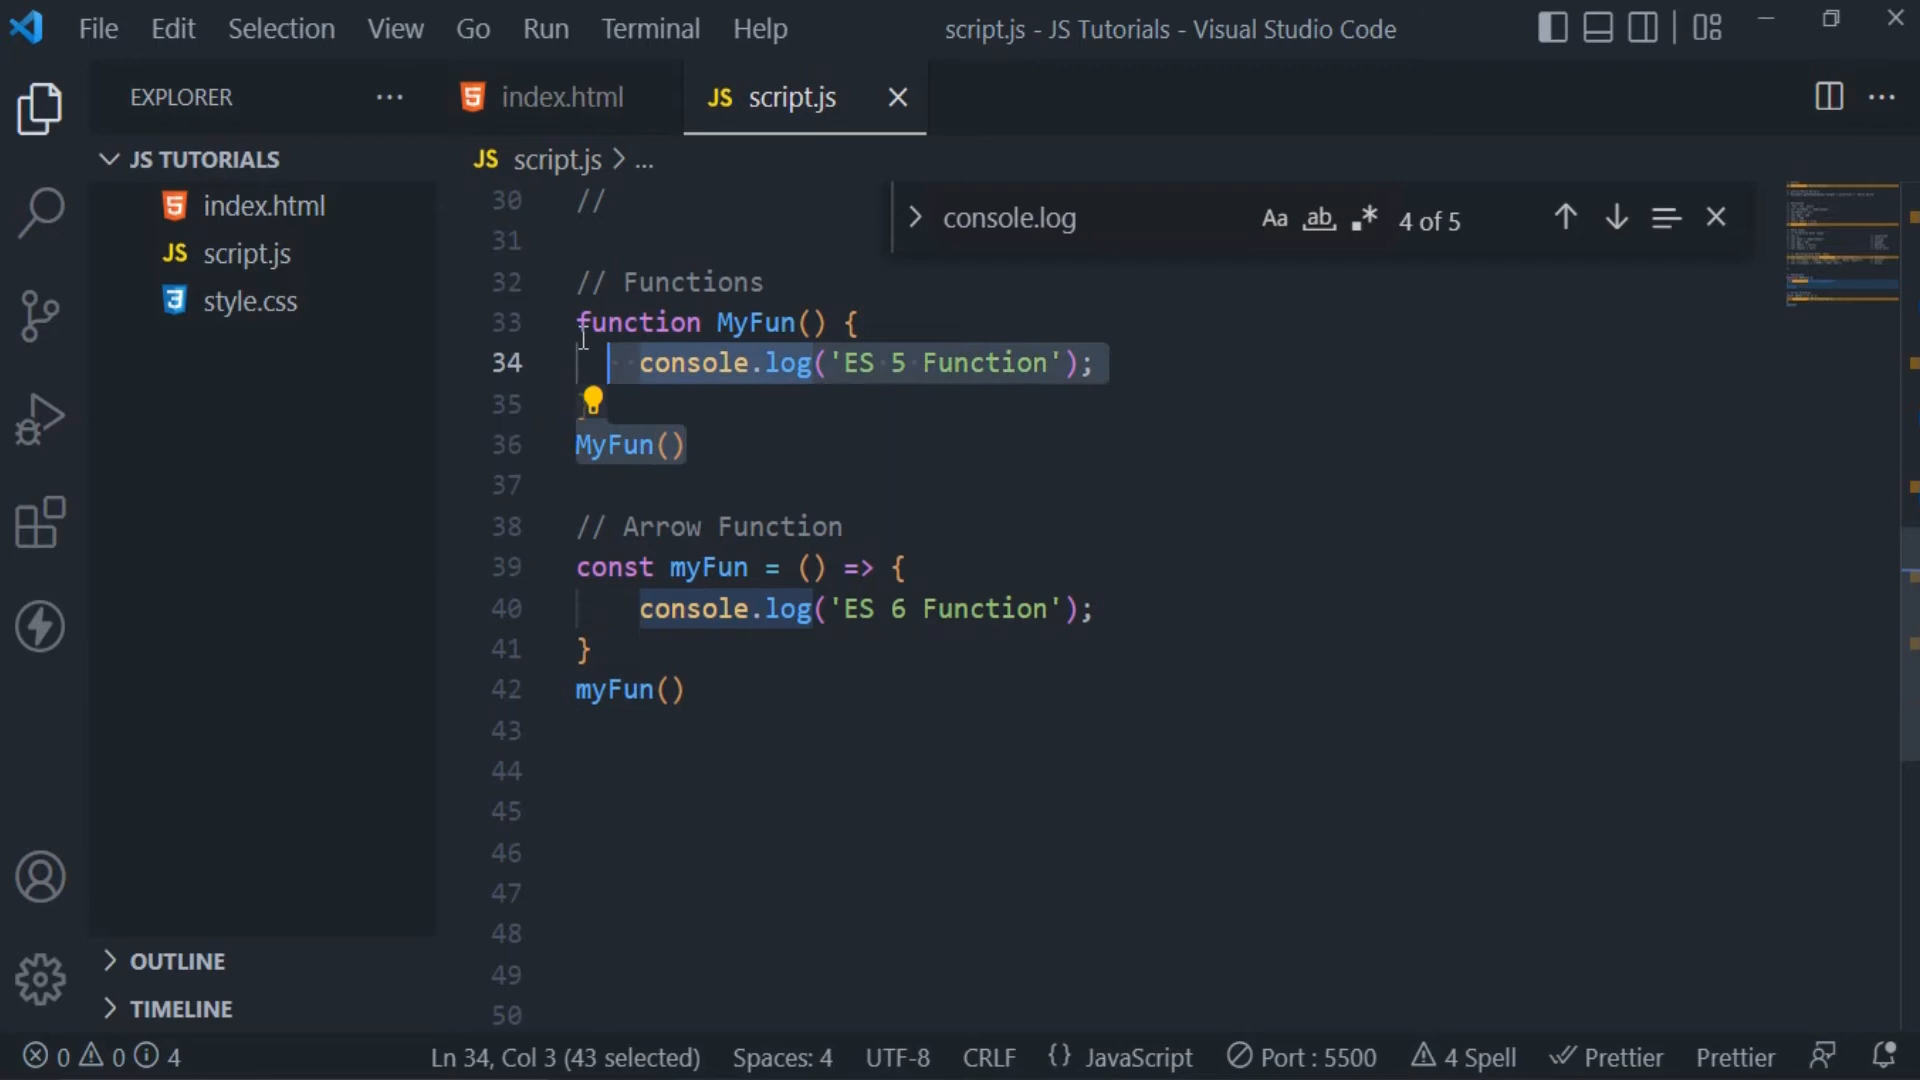 File Edit Selection View Go Run Terminal Help script.js - JS Tutorials - Visual Studio Code
EXPLORER ··· index.html JS script.js
JS TUTORIALS
index.html
JS script.js
style.css
OUTLINE
TIMELINE
JS script.js > ...
console.log Aa ab .* 4 of 5
30 //
31
32 // Functions
33 function MyFun() {
34 console.log('ES 5 Function');
35
36 MyFun()
37
38 // Arrow Function
39 const myFun = () => {
40 console.log('ES 6 Function');
41 }
42 myFun()
43
44
45
46
47
48
49
50
0 0 4 Ln 34, Col 3 (43 selected) Spaces: 4 UTF-8 CRLF {} JavaScript Port : 5500 4 Spell Prettier Prettier